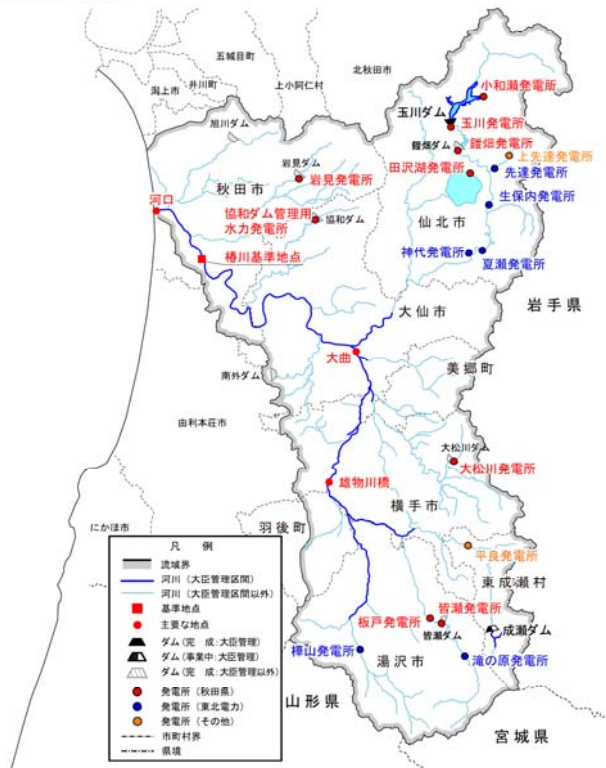 五城目町
北秋田市
井川町
上小阿仁村
潟上市
小和瀬発電所
玉川ダム
玉川発電所
旭川ダム
鎧畑ダム
鎧畑発電所
上先達発電所
岩見ダム
岩見発電所
田沢湖発電所
先達発電所
秋田市
生保内発電所
河口
協和ダム管理用
水力発電所
協和ダム
仙北市
椿川基準地点
神代発電所
夏瀬発電所
大仙市
岩手県
大曲
美郷町
南外ダム
由利本荘市
大松川ダム
大松川発電所
雄物川橋
横手市
にかほ市
羽後町
平良発電所
東成瀬村
皆瀬発電所
板戸発電所
皆瀬ダム
成瀬ダム
樺山発電所
湯沢市
滝の原発電所
山形県
宮城県
凡 例
流域界
河川(大臣管理区間)
河川(大臣管理区間以外)
基準地点
主要な地点
ダム(完 成:大臣管理)
ダム(事業中:大臣管理)
ダム(完 成:大臣管理以外)
発電所(秋田県)
発電所(東北電力)
発電所(その他)
市町村界
県境